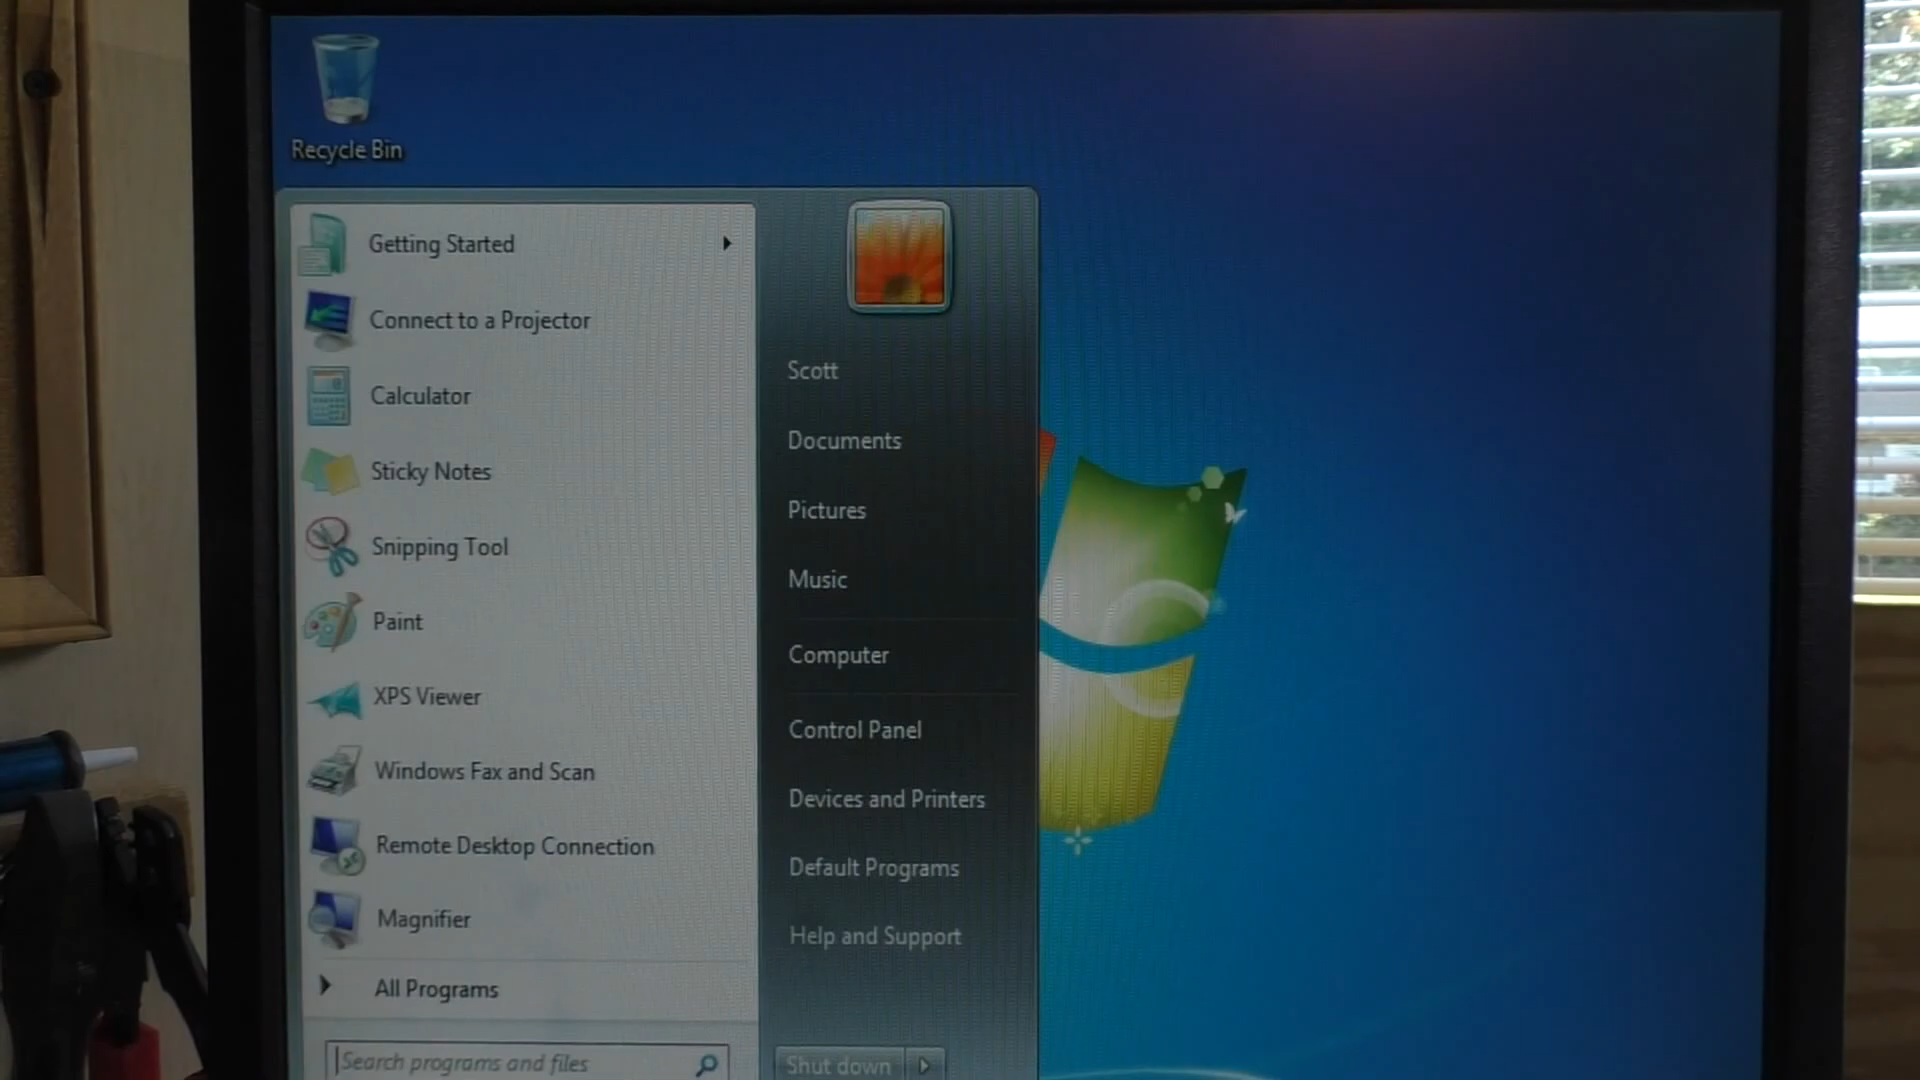 Recycle Bin
Getting Started
Connect to a Projector
Calculator
Sticky Notes
Snipping Tool
Paint
XPS Viewer
Windows Fax and Scan
Remote Desktop Connection
Magnifier
All Programs
Search programs and files
Scott
Documents
Pictures
Music
Computer
Control Panel
Devices and Printers
Default Programs
Help and Support
Shut down